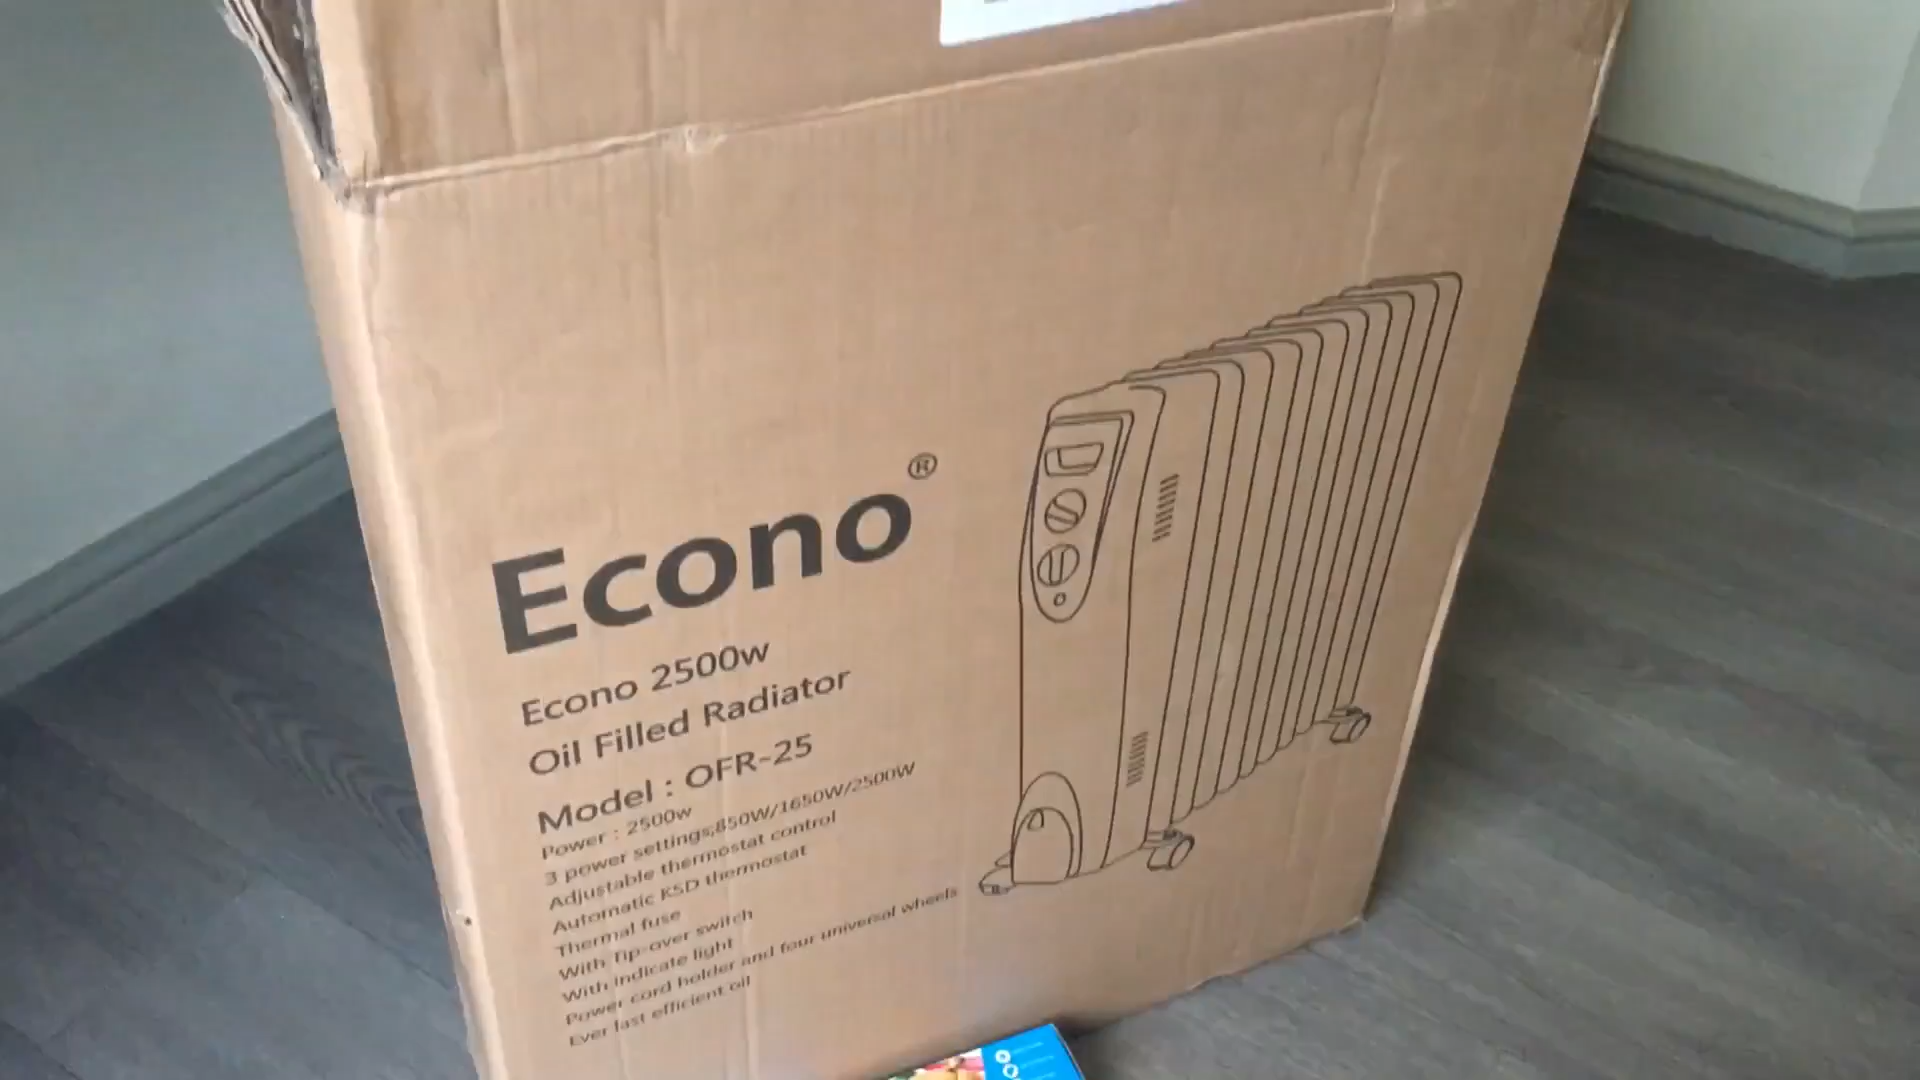 Econo®
Econo 2500w
Oil Filled Radiator
Model : OFR-25
Power : 2500w
3 power settings;850W/1650W/2500W
Adjustable thermostat control
Automatic KSD thermostat
Thermal fuse
With Tip-over switch
With indicate light
Power cord holder and four universal wheels
Ever last efficient oil